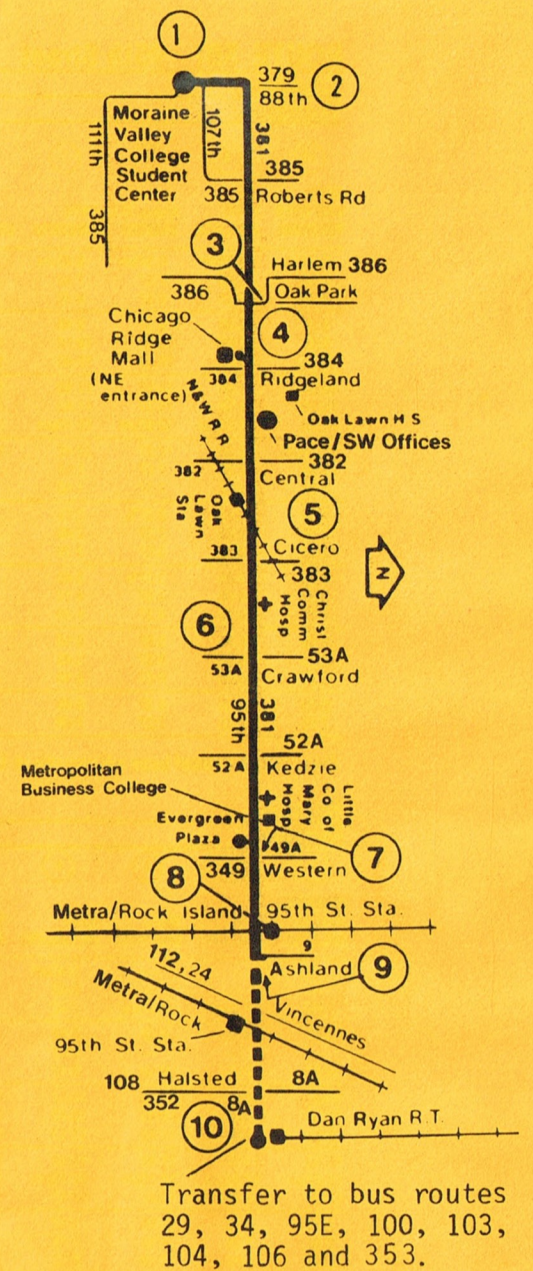 1
379
88th
2
Moraine
Valley
College
Student
Center
107th
381
111th
385
385
385
Roberts Rd
3
Harlem 386
386
Oak Park
Chicago
Ridge
Mall
(NE
entrance)
4
384
384
Ridgeland
N&W RR
Oak Lawn H S
Pace/SW Offices
382
382
Central
Oak
Lawn
Sta
5
383
Cicero
383
N
Christ
Comm
Hosp
6
53A
53A
Crawford
95th
381
52A
52A
Kedzie
Metropolitan
Business College
Little
Co of
Mary
Hosp
Evergreen
Plaza
49A
7
349
Western
8
Metra/Rock Island
95th St. Sta.
9
Ashland
9
112,24
Metra/Rock
Vincennes
95th St. Sta.
108
Halsted
8A
352
8A
10
Dan Ryan R.T.
Transfer to bus routes
29, 34, 95E, 100, 103,
104, 106 and 353.